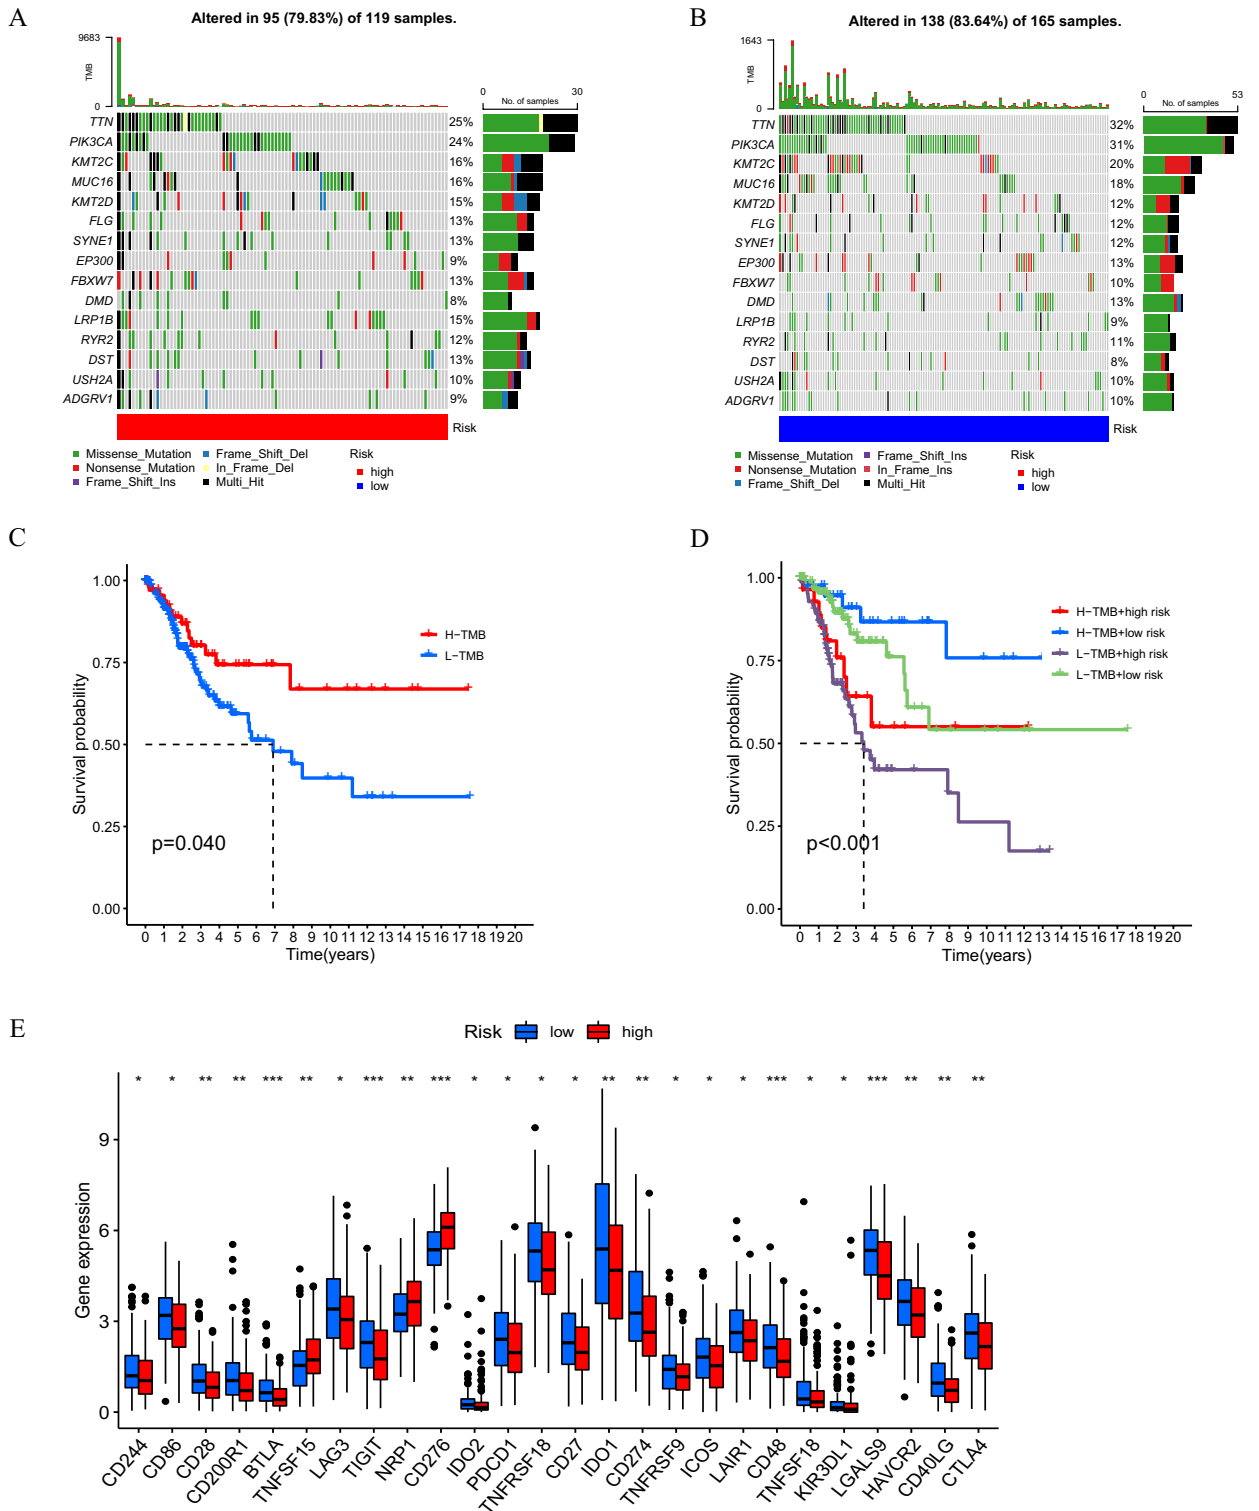 A
Altered in 95 (79.83%) of 119 samples.
9683
TMB
0
0
30
No. of samples
TTN 25%
PIK3CA 24%
KMT2C 16%
MUC16 16%
KMT2D 15%
FLG 13%
SYNE1 13%
EP300 9%
FBXW7 13%
DMD 8%
LRP1B 15%
RYR2 12%
DST 13%
USH2A 10%
ADGRV1 9%
Risk
Missense_Mutation
Nonsense_Mutation
Frame_Shift_Ins
Frame_Shift_Del
In_Frame_Del
Multi_Hit
Risk
high
low
B
Altered in 138 (83.64%) of 165 samples.
1643
TMB
0
0
53
No. of samples
TTN 32%
PIK3CA 31%
KMT2C 20%
MUC16 18%
KMT2D 12%
FLG 12%
SYNE1 12%
EP300 13%
FBXW7 10%
DMD 13%
LRP1B 9%
RYR2 11%
DST 8%
USH2A 10%
ADGRV1 10%
Risk
Missense_Mutation
Nonsense_Mutation
Frame_Shift_Del
Frame_Shift_Ins
In_Frame_Ins
Multi_Hit
Risk
high
low
C
Survival probability
1.00
0.75
0.50
0.25
0.00
H−TMB
L−TMB
p=0.040
0 1 2 3 4 5 6 7 8 9 10 11 12 13 14 15 16 17 18 19 20
Time(years)
D
Survival probability
1.00
0.75
0.50
0.25
0.00
H−TMB+high risk
H−TMB+low risk
L−TMB+high risk
L−TMB+low risk
p<0.001
0 1 2 3 4 5 6 7 8 9 10 11 12 13 14 15 16 17 18 19 20
Time(years)
E
Risk low high
* * ** ** *** ** * *** ** *** * * * * ** ** * * * *** * * *** ** ** **
Gene expression
9
6
3
0
CD244
CD86
CD28
CD200R1
BTLA
TNFSF15
LAG3
TIGIT
NRP1
CD276
IDO2
PDCD1
TNFRSF18
CD27
IDO1
CD274
TNFRSF9
ICOS
LAIR1
CD48
TNFSF18
KIR3DL1
LGALS9
HAVCR2
CD40LG
CTLA4